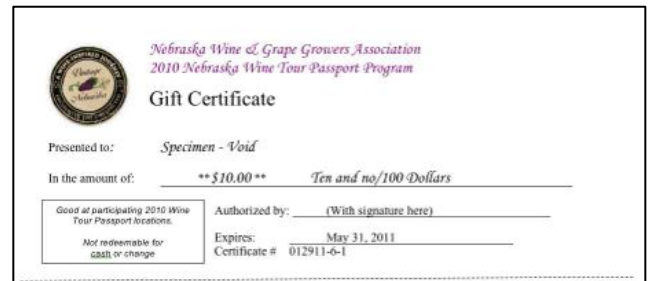 Nebraska Wine & Grape Growers Association
2010 Nebraska Wine Tour Passport Program
Gift Certificate
Vintage
Nebraska
Presented to: Specimen - Void
In the amount of: **$10.00** Ten and no/100 Dollars
Good at participating 2010 Wine
Tour Passport locations.
Not redeemable for
cash or change
Authorized by: (With signature here)
Expires: May 31, 2011
Certificate # 012911-6-1